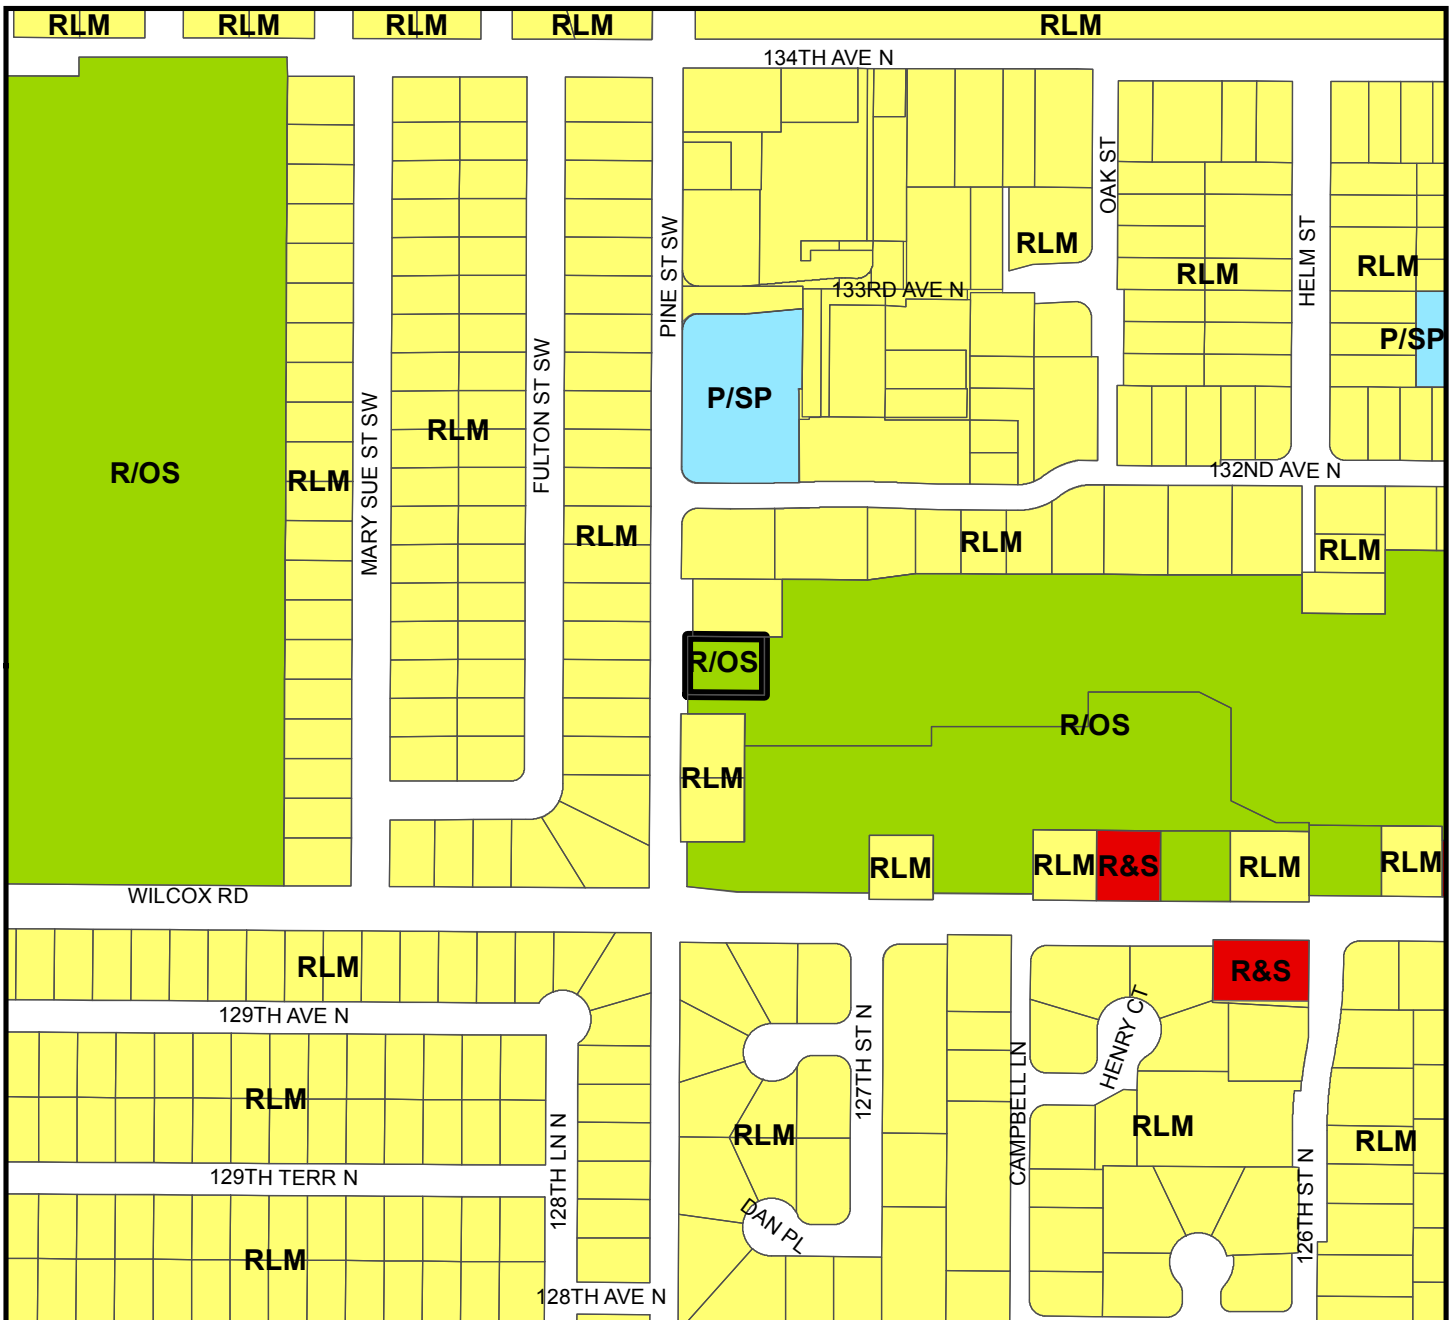 RLM
RLM
RLM
RLM
RLM
134TH AVE N
OAK ST
PINE ST SW
HELM ST
RLM
RLM
RLM
133RD AVE N
P/SP
P/SP
MARY SUE ST SW
FULTON ST SW
RLM
R/OS
RLM
132ND AVE N
RLM
RLM
RLM
R/OS
R/OS
RLM
RLM
RLM
R&S
RLM
RLM
WILCOX RD
RLM
R&S
129TH AVE N
127TH ST N
CAMPBELL LN
HENRY CT
RLM
RLM
RLM
RLM
129TH TERR N
128TH LN N
DAN PL
126TH ST N
RLM
128TH AVE N